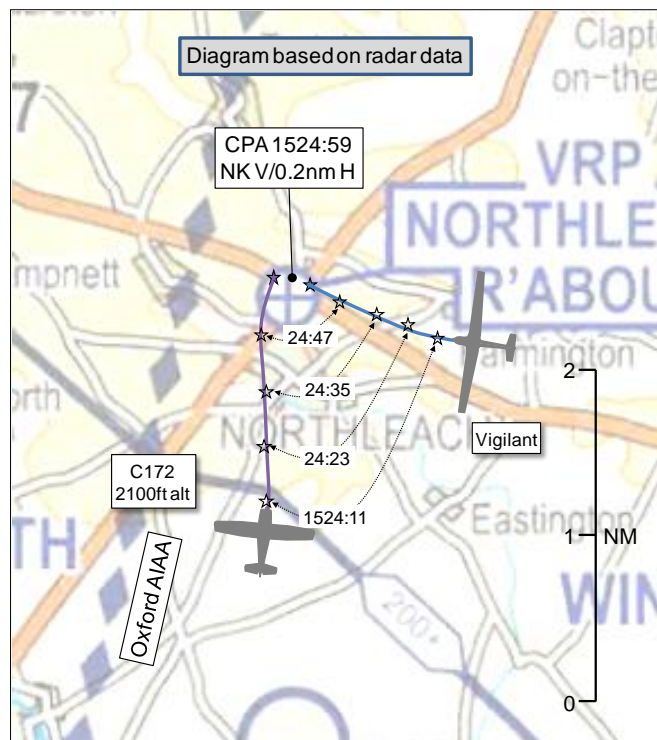 Diagram based on radar data
Clapt
on-the-
7
CPA 1524:59
NK V/0.2nm H
VRP
NORTHLE
R'ABOU
mpnett
24:47
armington
2
24:35
orth
NORTHLEACH
24:23
Vigilant
C172
2100ft alt
1524:11
Eastington
TH
1
NM
Oxford AIAA
WIN
200+
0